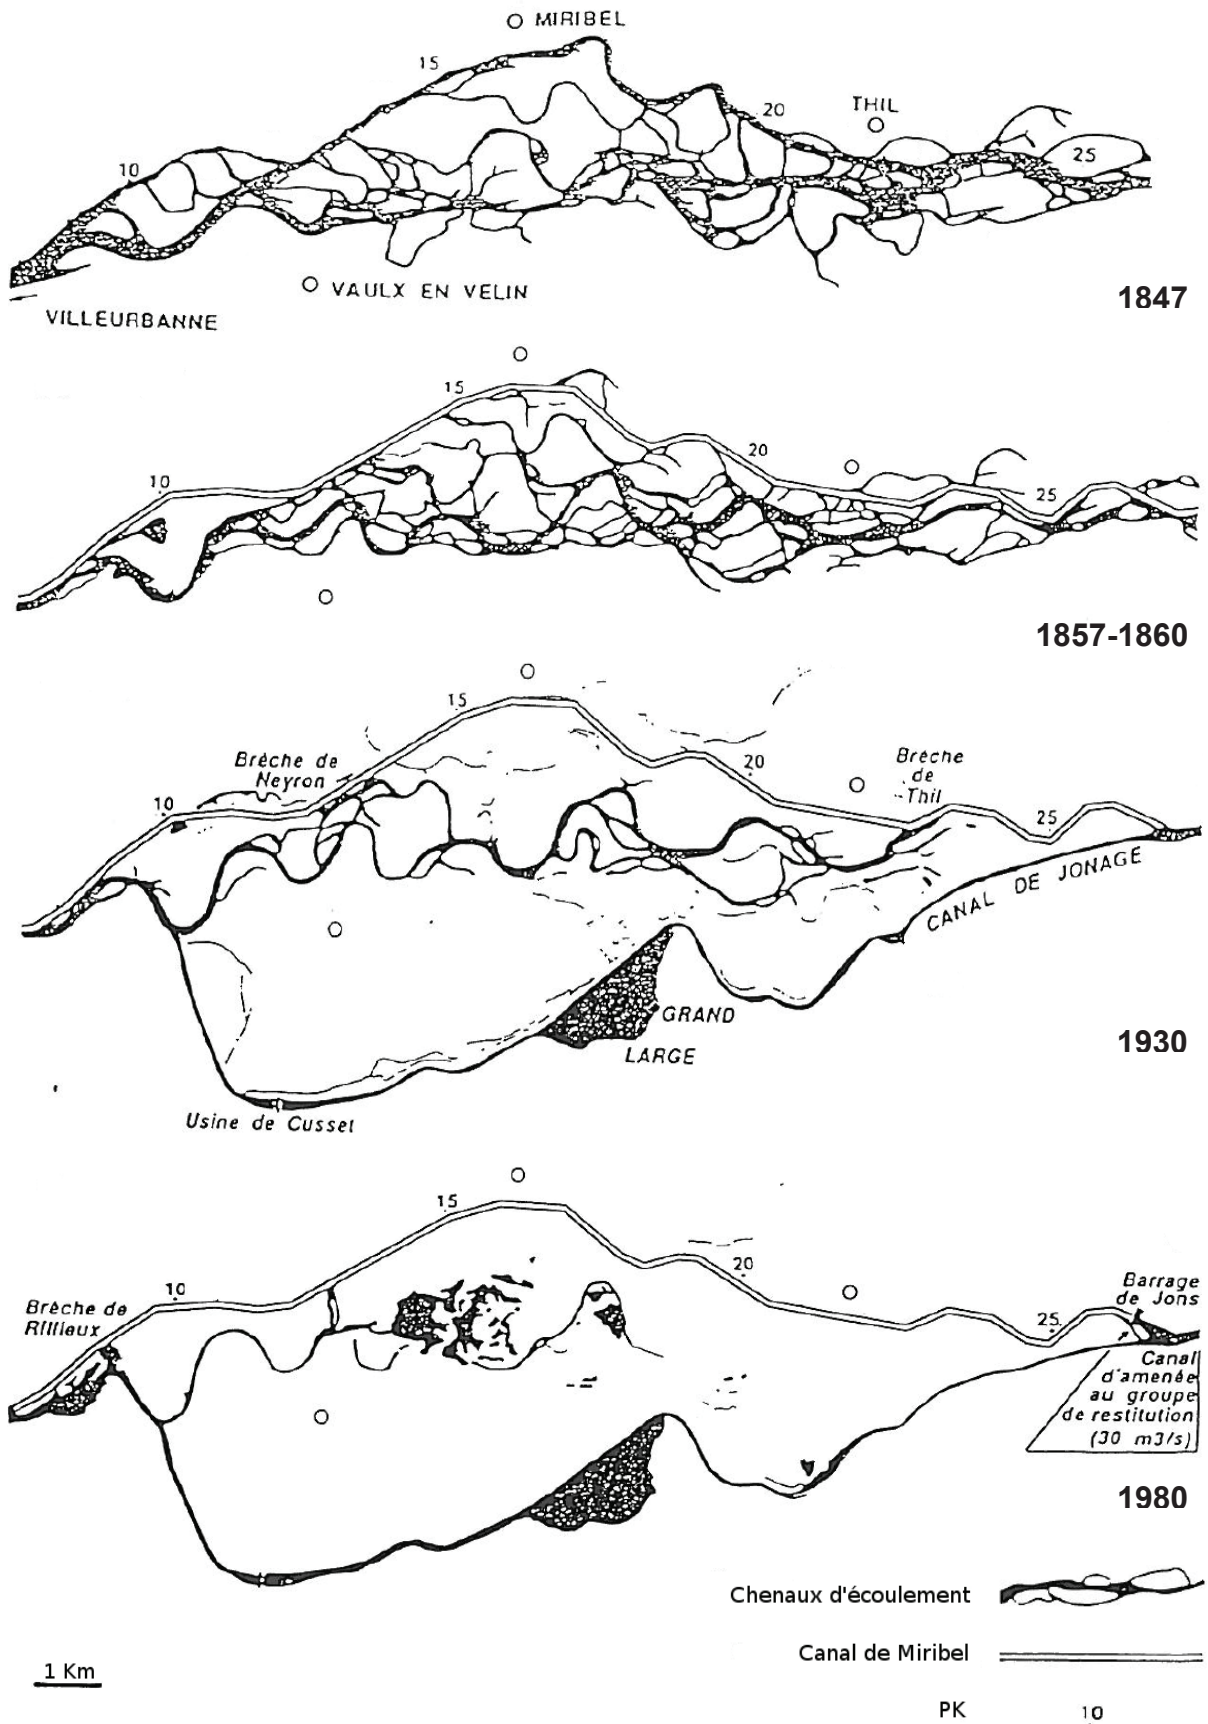 MIRIBEL
15
20
THIL
25
10
VAULX EN VELIN
1847
VILLEURBANNE
15
20
10
25
1857-1860
15
Brèche de
Neyron
20
Brèche
de
Thil
10
25
CANAL DE JONAGE
GRAND
LARGE
1930
Usine de Cusset
15
20
10
Brèche de
Rillieux
Barrage
de Jons
25
Canal
d'amenée
au groupe
de restitution
(30 m3/s)
1980
Chenaux d'écoulement
Canal de Miribel
1 Km
PK 10